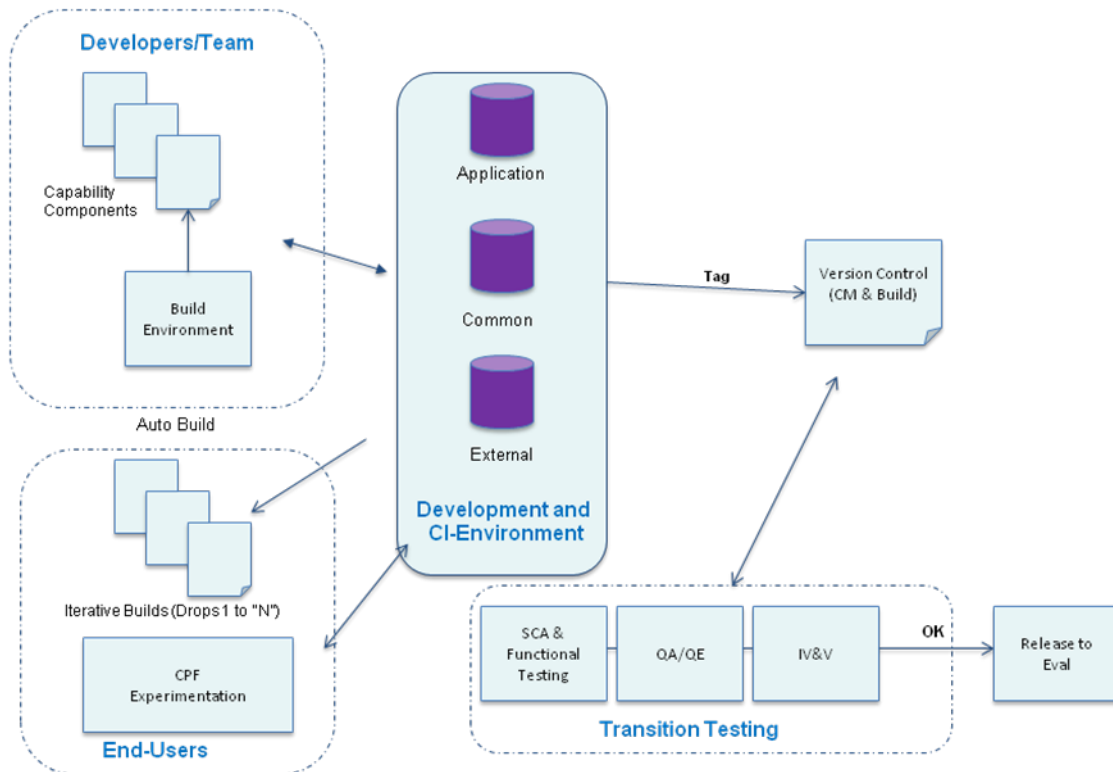 Developers/Team
Capability
Components
Build
Environment
Auto Build
Iterative Builds (Drops 1 to "N")
CPF
Experimentation
End-Users
Application
Common
External
Development and
CI-Environment
Tag
Version Control
(CM & Build)
SCA &
Functional
Testing
QA/QE
IV&V
OK
Release to
Eval
Transition Testing